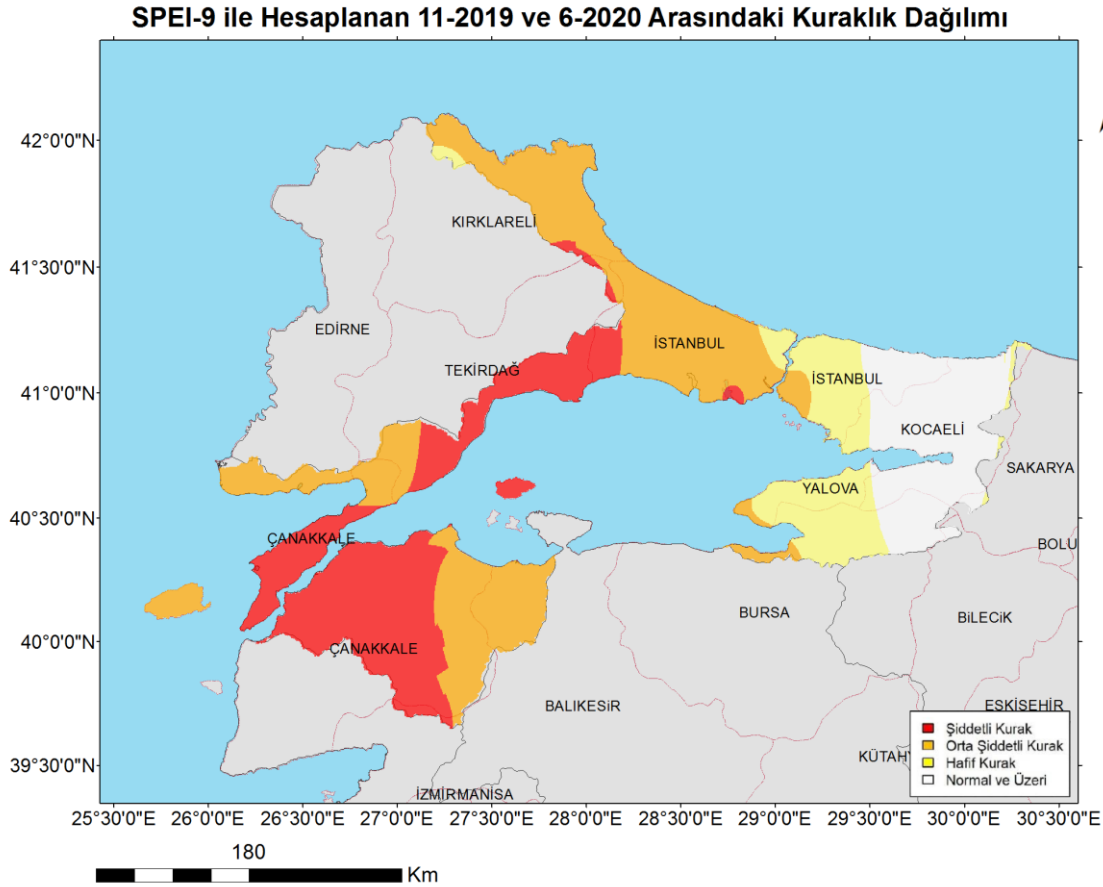 SPEI-9 ile Hesaplanan 11-2019 ve 6-2020 Arasındaki Kuraklık Dağılımı
42°0'0"N
41°30'0"N
41°0'0"N
40°30'0"N
40°0'0"N
39°30'0"N
KIRKLARELİ
EDİRNE
TEKİRDAĞ
İSTANBUL
İSTANBUL
KOCAELİ
SAKARYA
YALOVA
ÇANAKKALE
BOLU
BURSA
BİLECİK
ÇANAKKALE
BALIKESİR
ESKİSEHİR
KÜTAHY
İZMİRMANİSA
Şiddetli Kurak
Orta Şiddetli Kurak
Hafif Kurak
Normal ve Üzeri
25°30'0"E 26°0'0"E 26°30'0"E 27°0'0"E 27°30'0"E 28°0'0"E 28°30'0"E 29°0'0"E 29°30'0"E 30°0'0"E 30°30'0"E
180
Km